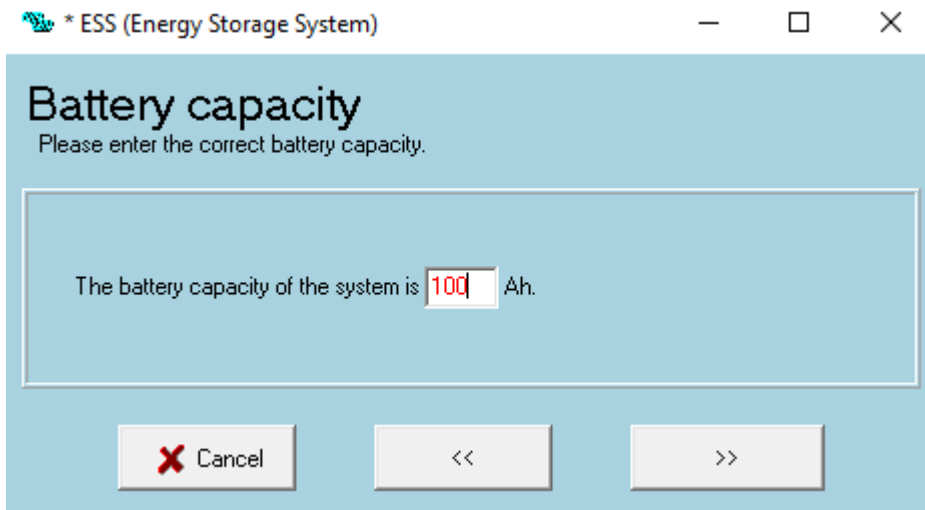 * ESS (Energy Storage System)
Battery capacity
Please enter the correct battery capacity.
The battery capacity of the system is 100 Ah.
Cancel << >>